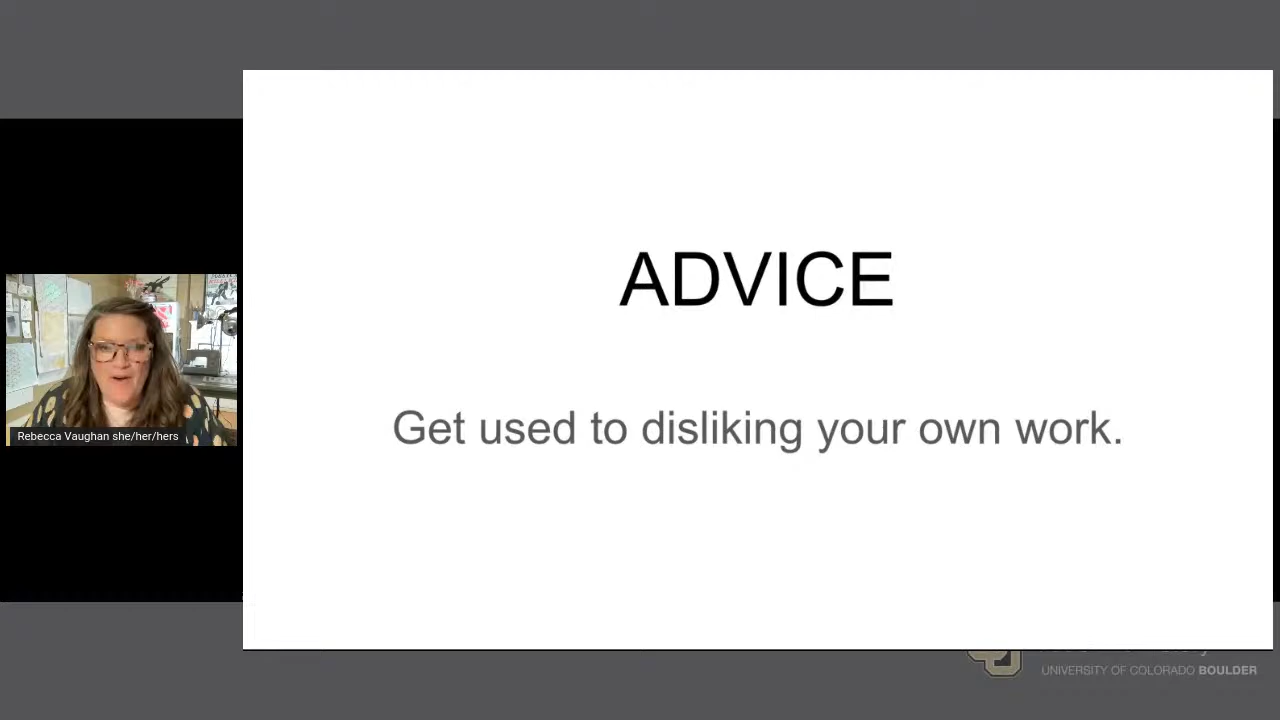 ADVICE
Get used to disliking your own work.
Rebecca Vaughan she/her/hers
UNIVERSITY OF COLORADO BOULDER